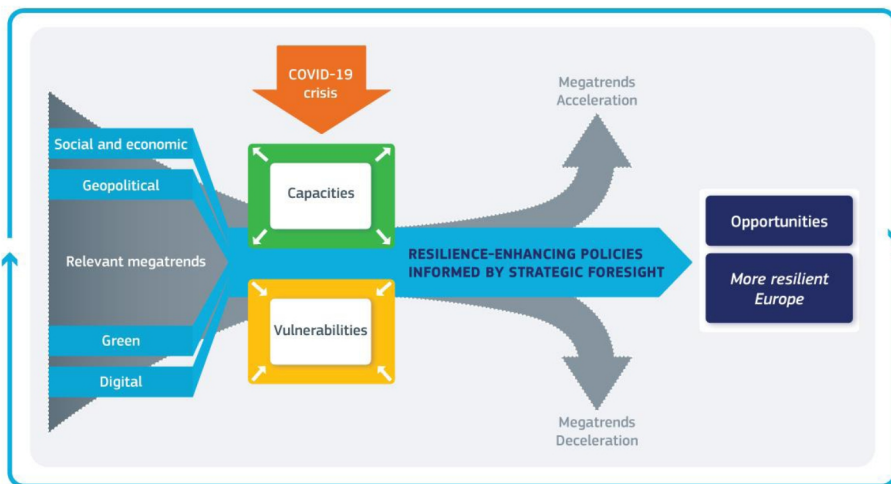 COVID-19
crisis
Megatrends
Acceleration
Social and economic
Geopolitical
Relevant megatrends
Green
Digital
Capacities
Vulnerabilities
RESILIENCE-ENHANCING POLICIES
INFORMED BY STRATEGIC FORESIGHT
Opportunities
More resilient
Europe
Megatrends
Deceleration